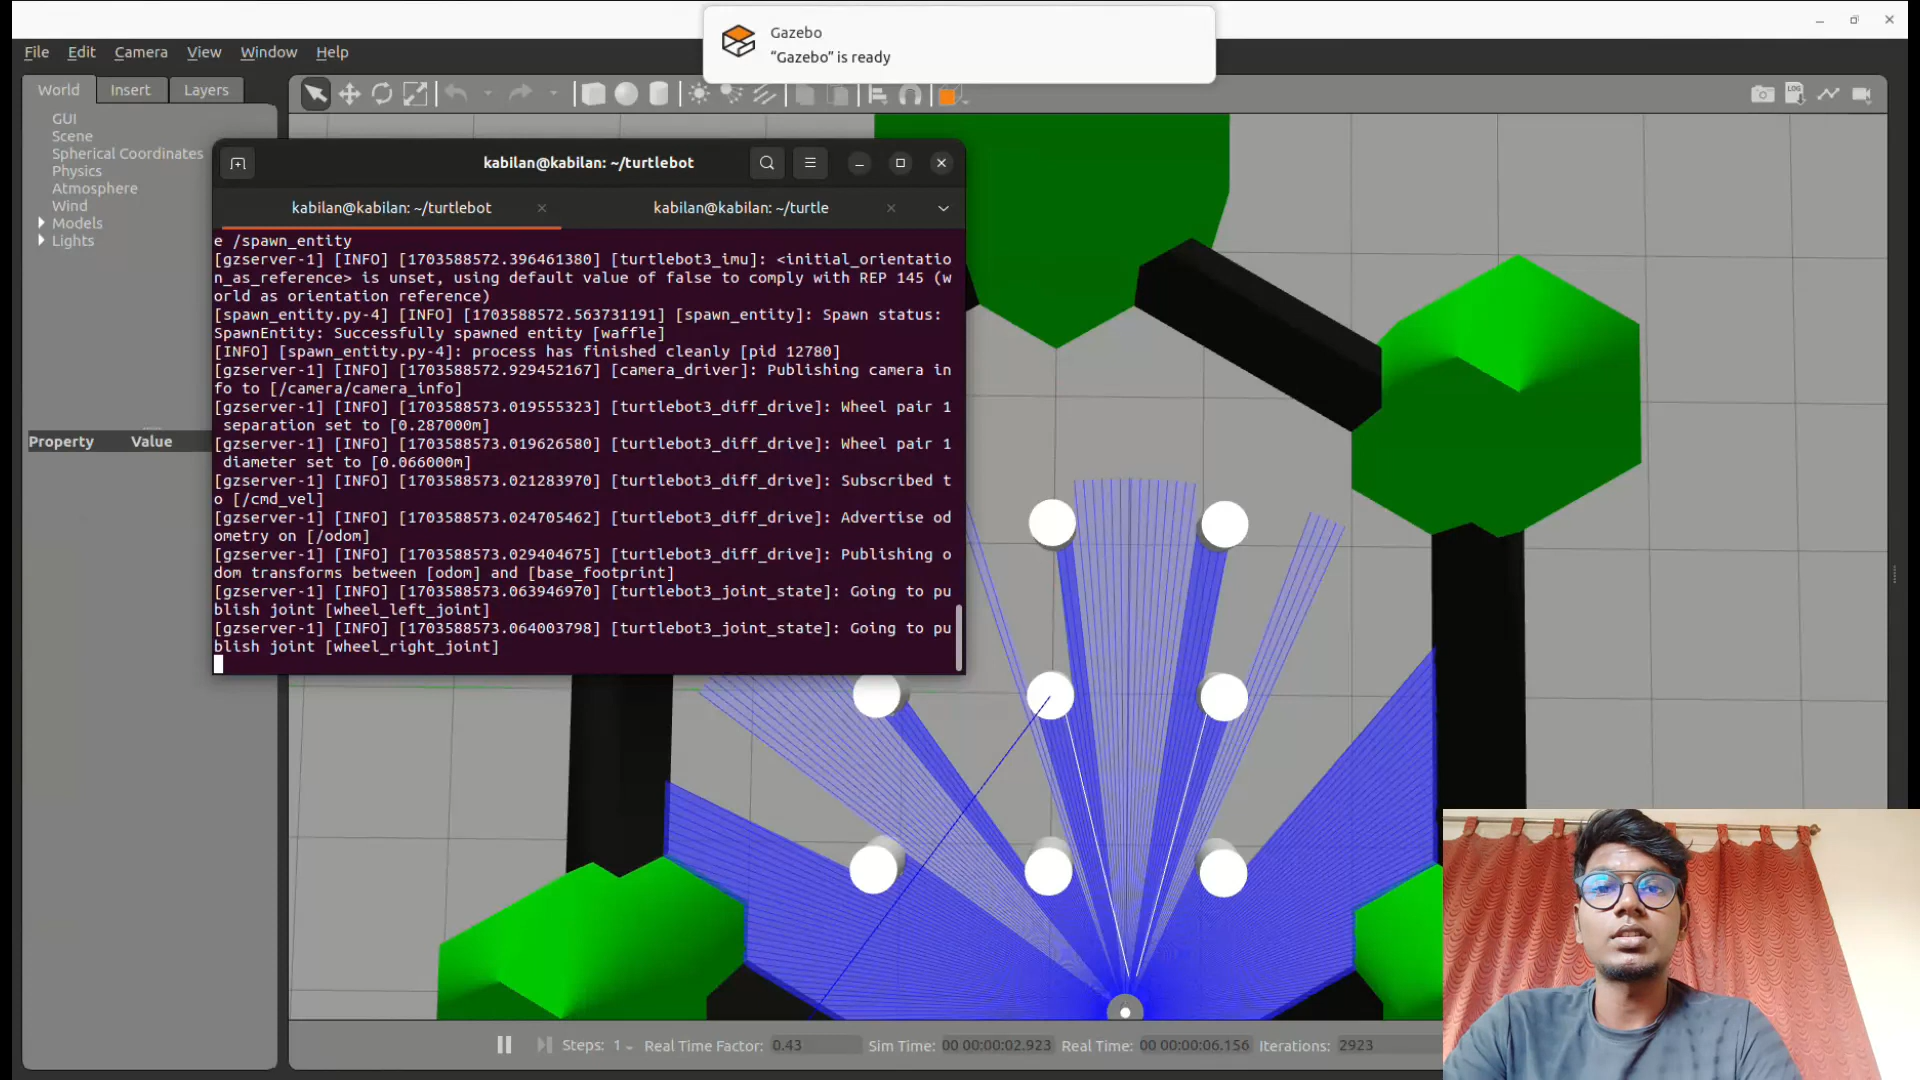 Gazebo
“Gazebo” is ready
File Edit Camera View Window Help
World Insert Layers
GUI
Scene
Spherical Coordinates
Physics
Atmosphere
Wind
Models
Lights
Property Value
kabilan@kabilan: ~/turtlebot
kabilan@kabilan: ~/turtlebot
kabilan@kabilan: ~/turtle
e /spawn_entity
[gzserver-1] [INFO] [1703588572.396461380] [turtlebot3_imu]: <initial_orientatio
n_as_reference> is unset, using default value of false to comply with REP 145 (w
orld as orientation reference)
[spawn_entity.py-4] [INFO] [1703588572.563731191] [spawn_entity]: Spawn status:
SpawnEntity: Successfully spawned entity [waffle]
[INFO] [spawn_entity.py-4]: process has finished cleanly [pid 12780]
[gzserver-1] [INFO] [1703588572.929452167] [camera_driver]: Publishing camera in
fo to [/camera/camera_info]
[gzserver-1] [INFO] [1703588573.019555323] [turtlebot3_diff_drive]: Wheel pair 1
 separation set to [0.287000m]
[gzserver-1] [INFO] [1703588573.019626580] [turtlebot3_diff_drive]: Wheel pair 1
 diameter set to [0.066000m]
[gzserver-1] [INFO] [1703588573.021283970] [turtlebot3_diff_drive]: Subscribed t
o [/cmd_vel]
[gzserver-1] [INFO] [1703588573.024705462] [turtlebot3_diff_drive]: Advertise od
ometry on [/odom]
[gzserver-1] [INFO] [1703588573.029404675] [turtlebot3_diff_drive]: Publishing o
dom transforms between [odom] and [base_footprint]
[gzserver-1] [INFO] [1703588573.063946970] [turtlebot3_joint_state]: Going to pu
blish joint [wheel_left_joint]
[gzserver-1] [INFO] [1703588573.064003798] [turtlebot3_joint_state]: Going to pu
blish joint [wheel_right_joint]
Steps: 1 Real Time Factor: 0.43 Sim Time: 00 00:00:02.923 Real Time: 00 00:00:06.156 Iterations: 2923